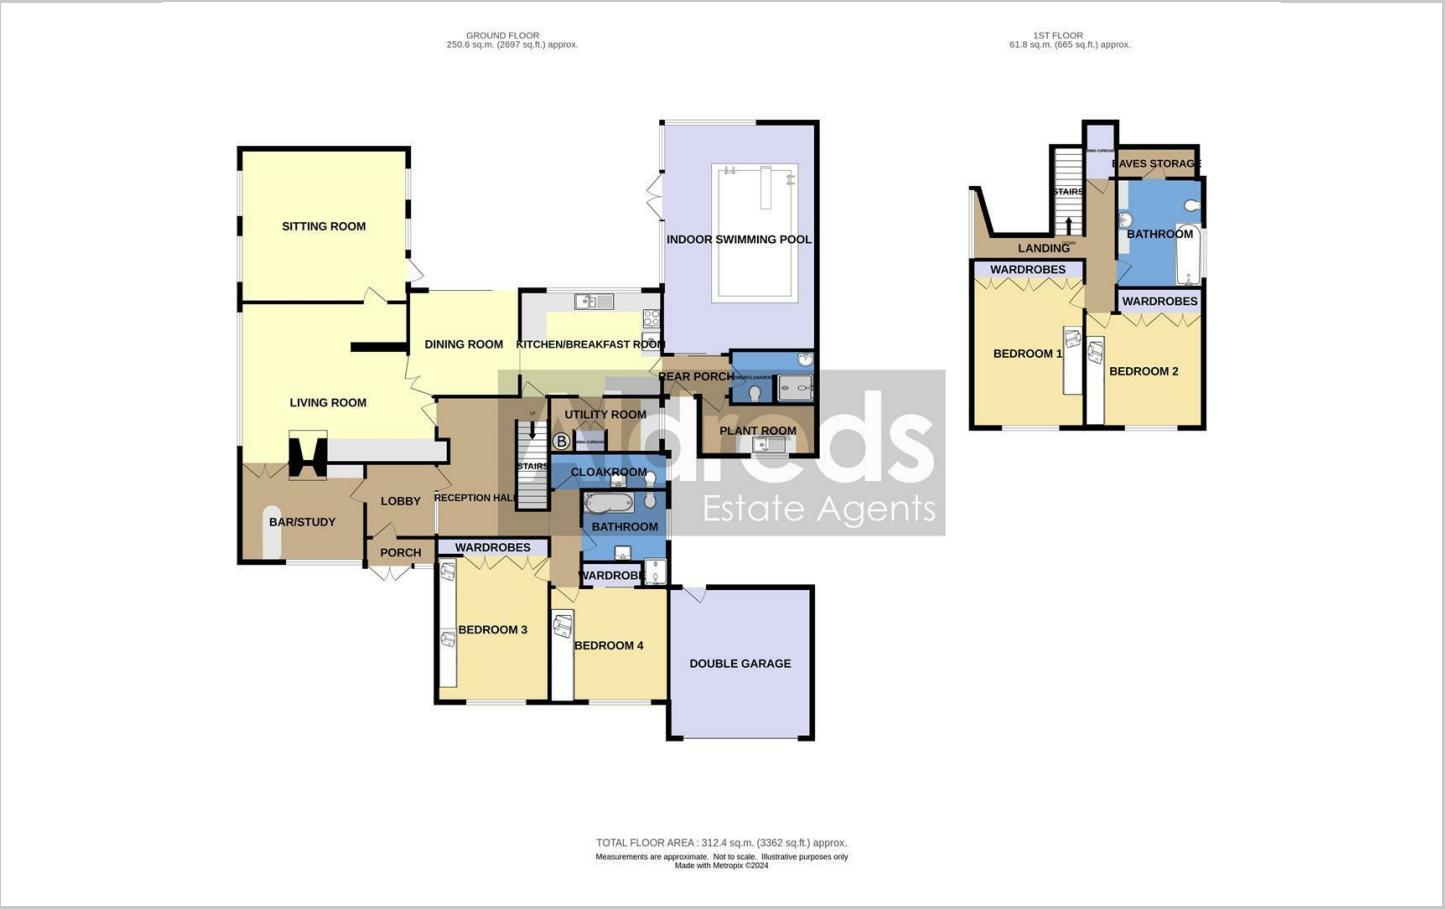 GROUND FLOOR
250.6 sq.m. (2697 sq.ft.) approx.
1ST FLOOR
61.8 sq.m. (665 sq.ft.) approx.
SITTING ROOM
INDOOR SWIMMING POOL
DINING ROOM
KITCHEN/BREAKFAST ROOM
REAR PORCH
LIVING ROOM
UP
UTILITY ROOM
B
PLANT ROOM
STAIRS
CLOAKROOM
LOBBY
RECEPTION HALL
BAR/STUDY
BATHROOM
PORCH
WARDROBES
WARDROBE
BEDROOM 3
BEDROOM 4
DOUBLE GARAGE
EAVES STORAGE
STAIRS
DOWN
BATHROOM
LANDING
WARDROBES
WARDROBES
BEDROOM 1
BEDROOM 2
Aldreds
Estate Agents
TOTAL FLOOR AREA : 312.4 sq.m. (3362 sq.ft.) approx.
Measurements are approximate. Not to scale. Illustrative purposes only
Made with Metropix ©2024